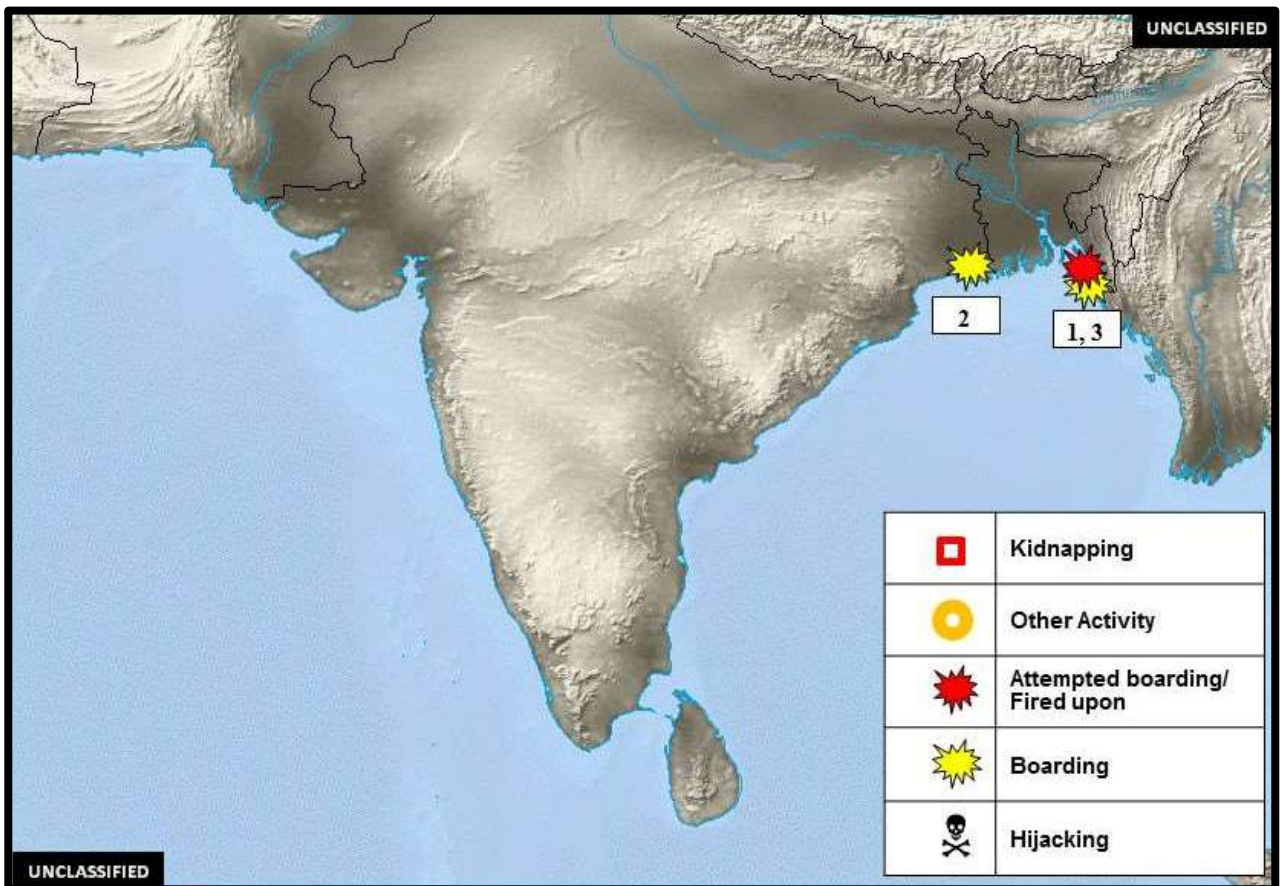 UNCLASSIFIED
2
1, 3
Kidnapping
Other Activity
Attempted boarding/
Fired upon
Boarding
Hijacking
UNCLASSIFIED